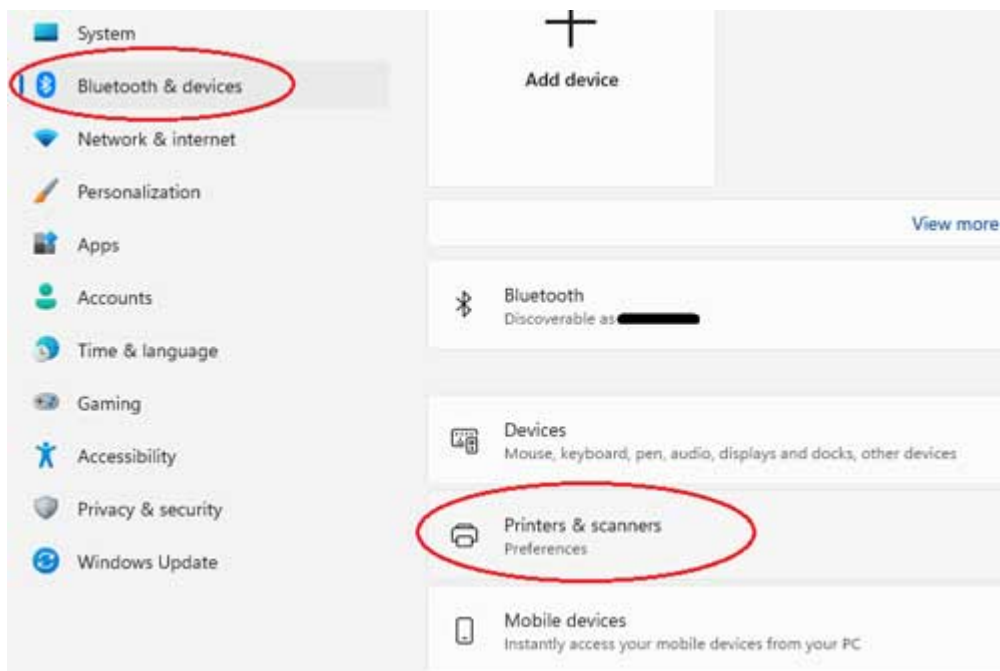 System
Bluetooth & devices
Network & internet
Personalization
Apps
Accounts
Time & language
Gaming
Accessibility
Privacy & security
Windows Update
Add device
View more
Bluetooth
Discoverable as
Devices
Mouse, keyboard, pen, audio, displays and docks, other devices
Printers & scanners
Preferences
Mobile devices
Instantly access your mobile devices from your PC